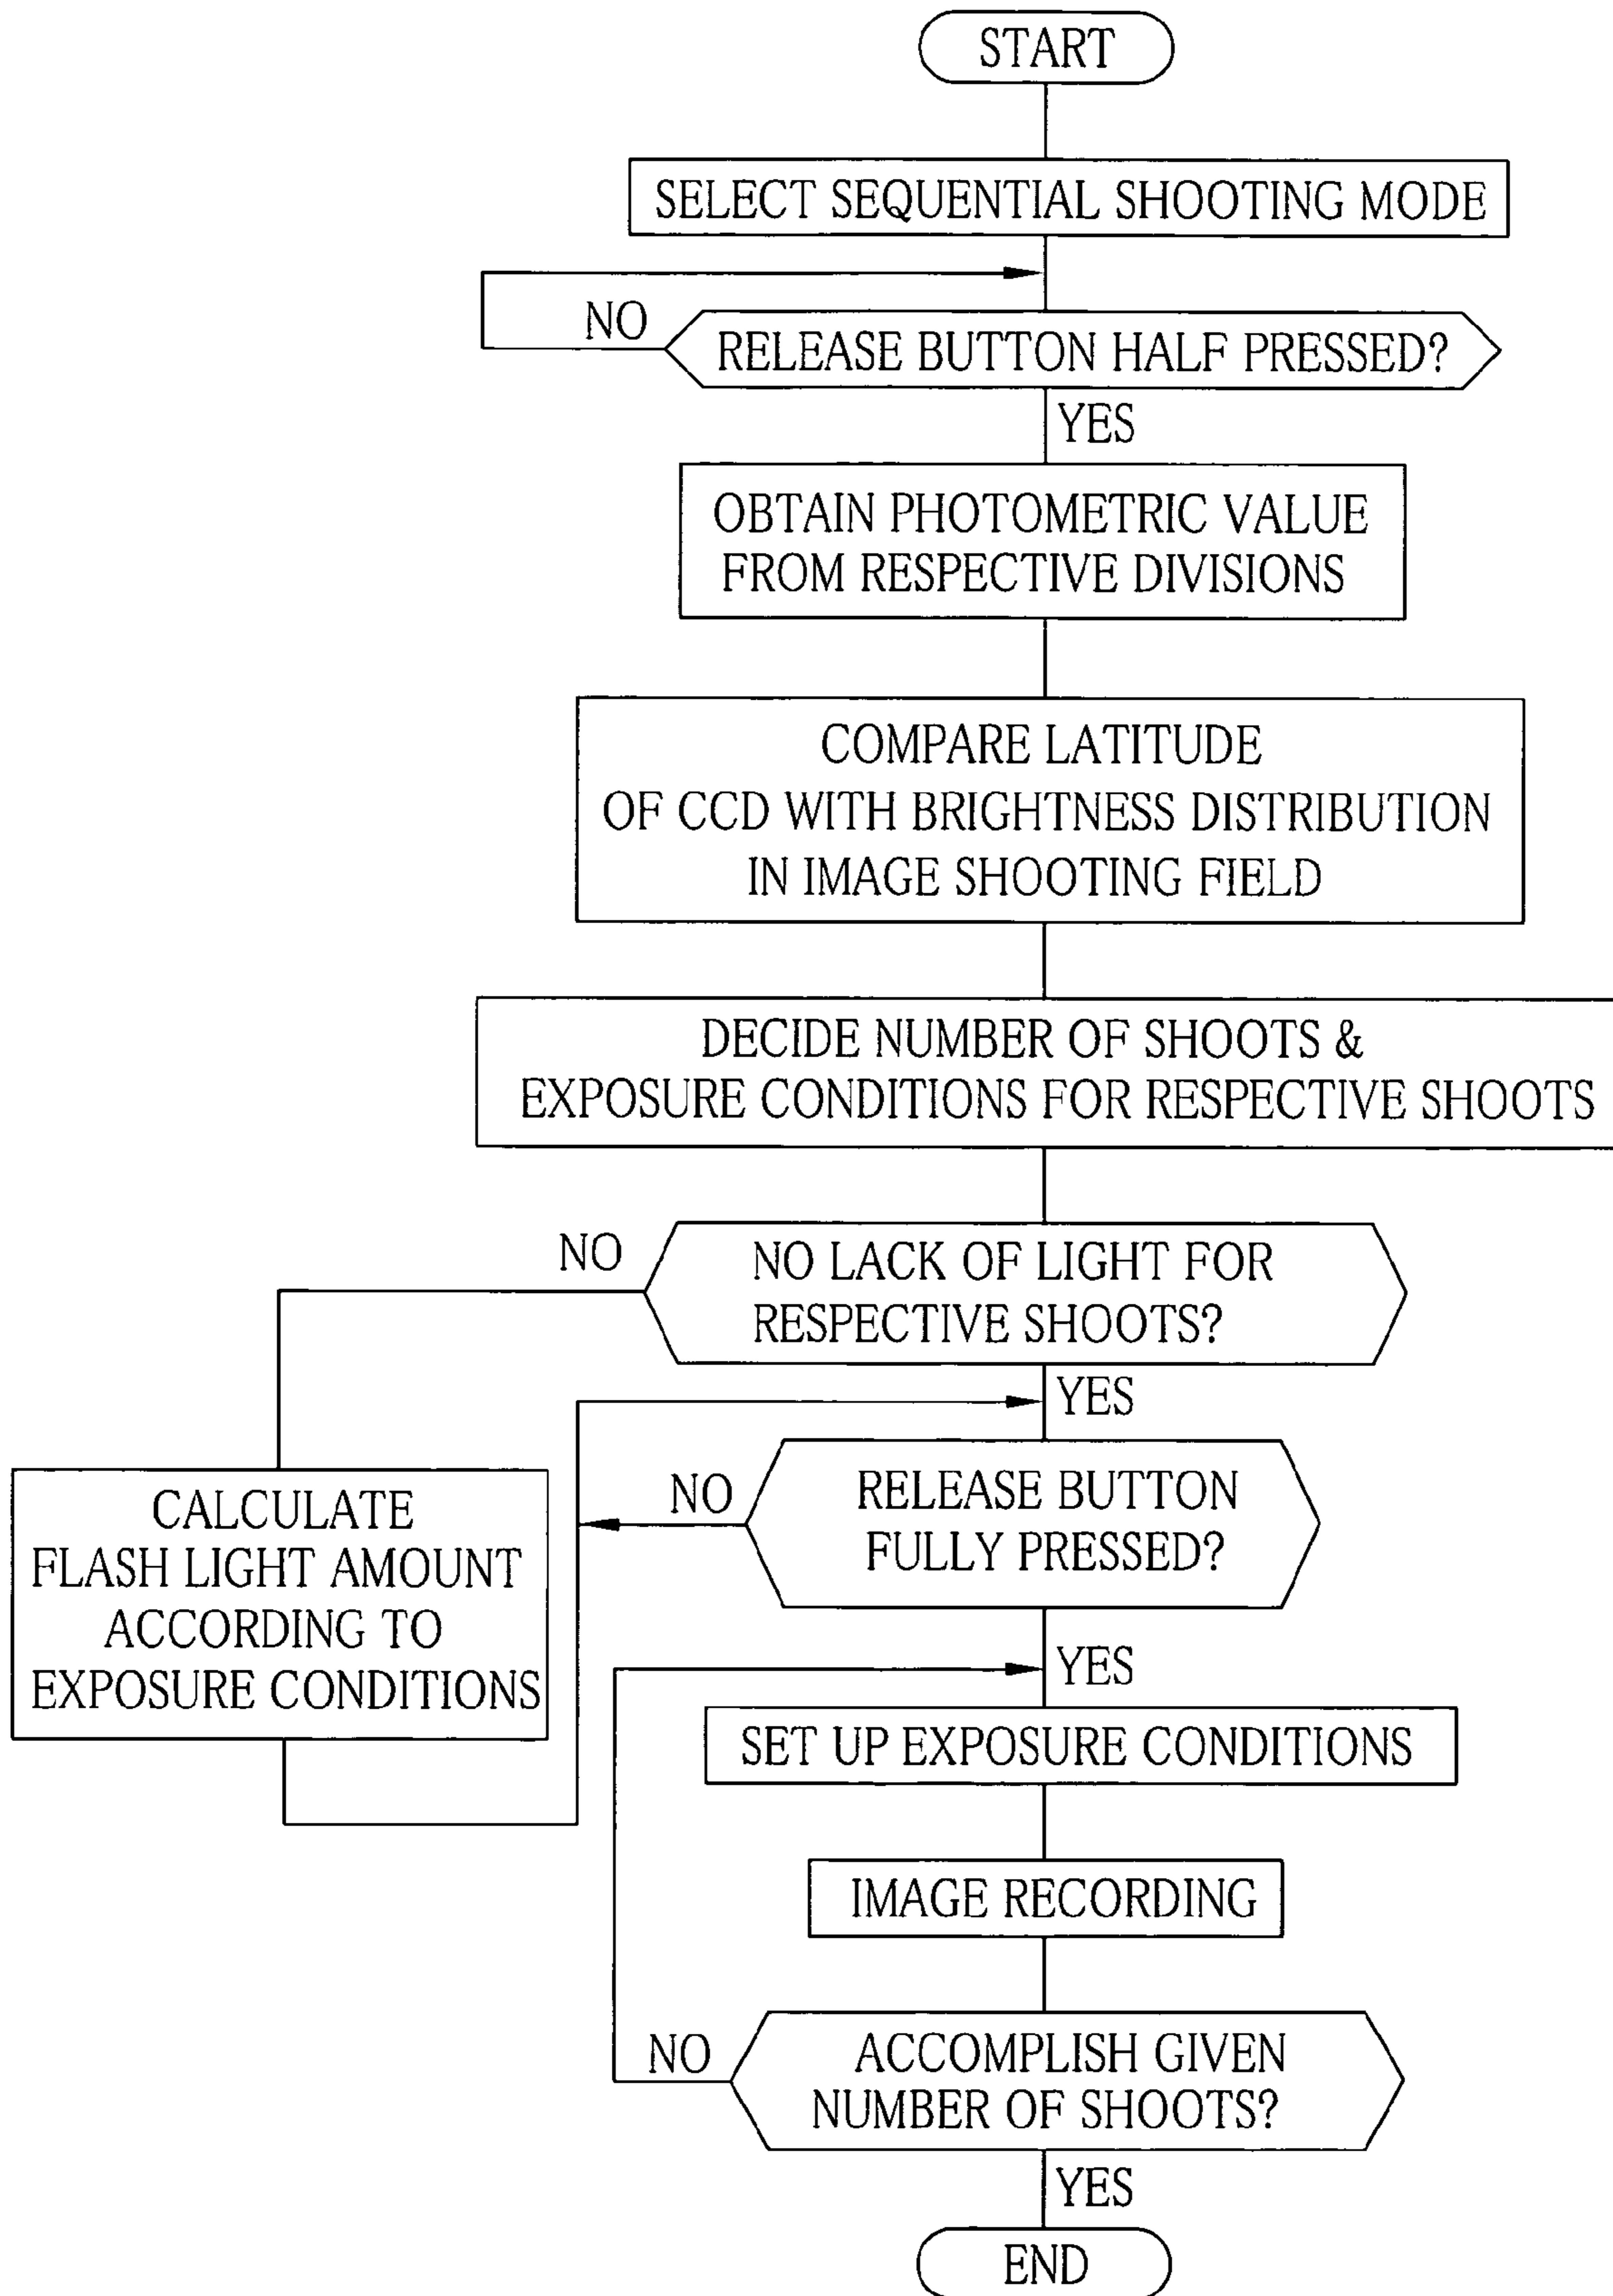 START
SELECT SEQUENTIAL SHOOTING MODE
NO
RELEASE BUTTON HALF PRESSED?
YES
OBTAIN PHOTOMETRIC VALUE
FROM RESPECTIVE DIVISIONS
COMPARE LATITUDE
OF CCD WITH BRIGHTNESS DISTRIBUTION
IN IMAGE SHOOTING FIELD
DECIDE NUMBER OF SHOOTS &
EXPOSURE CONDITIONS FOR RESPECTIVE SHOOTS
NO
NO LACK OF LIGHT FOR
RESPECTIVE SHOOTS?
YES
CALCULATE
FLASH LIGHT AMOUNT
ACCORDING TO
EXPOSURE CONDITIONS
NO
RELEASE BUTTON
FULLY PRESSED?
YES
SET UP EXPOSURE CONDITIONS
IMAGE RECORDING
NO
ACCOMPLISH GIVEN
NUMBER OF SHOOTS?
YES
END